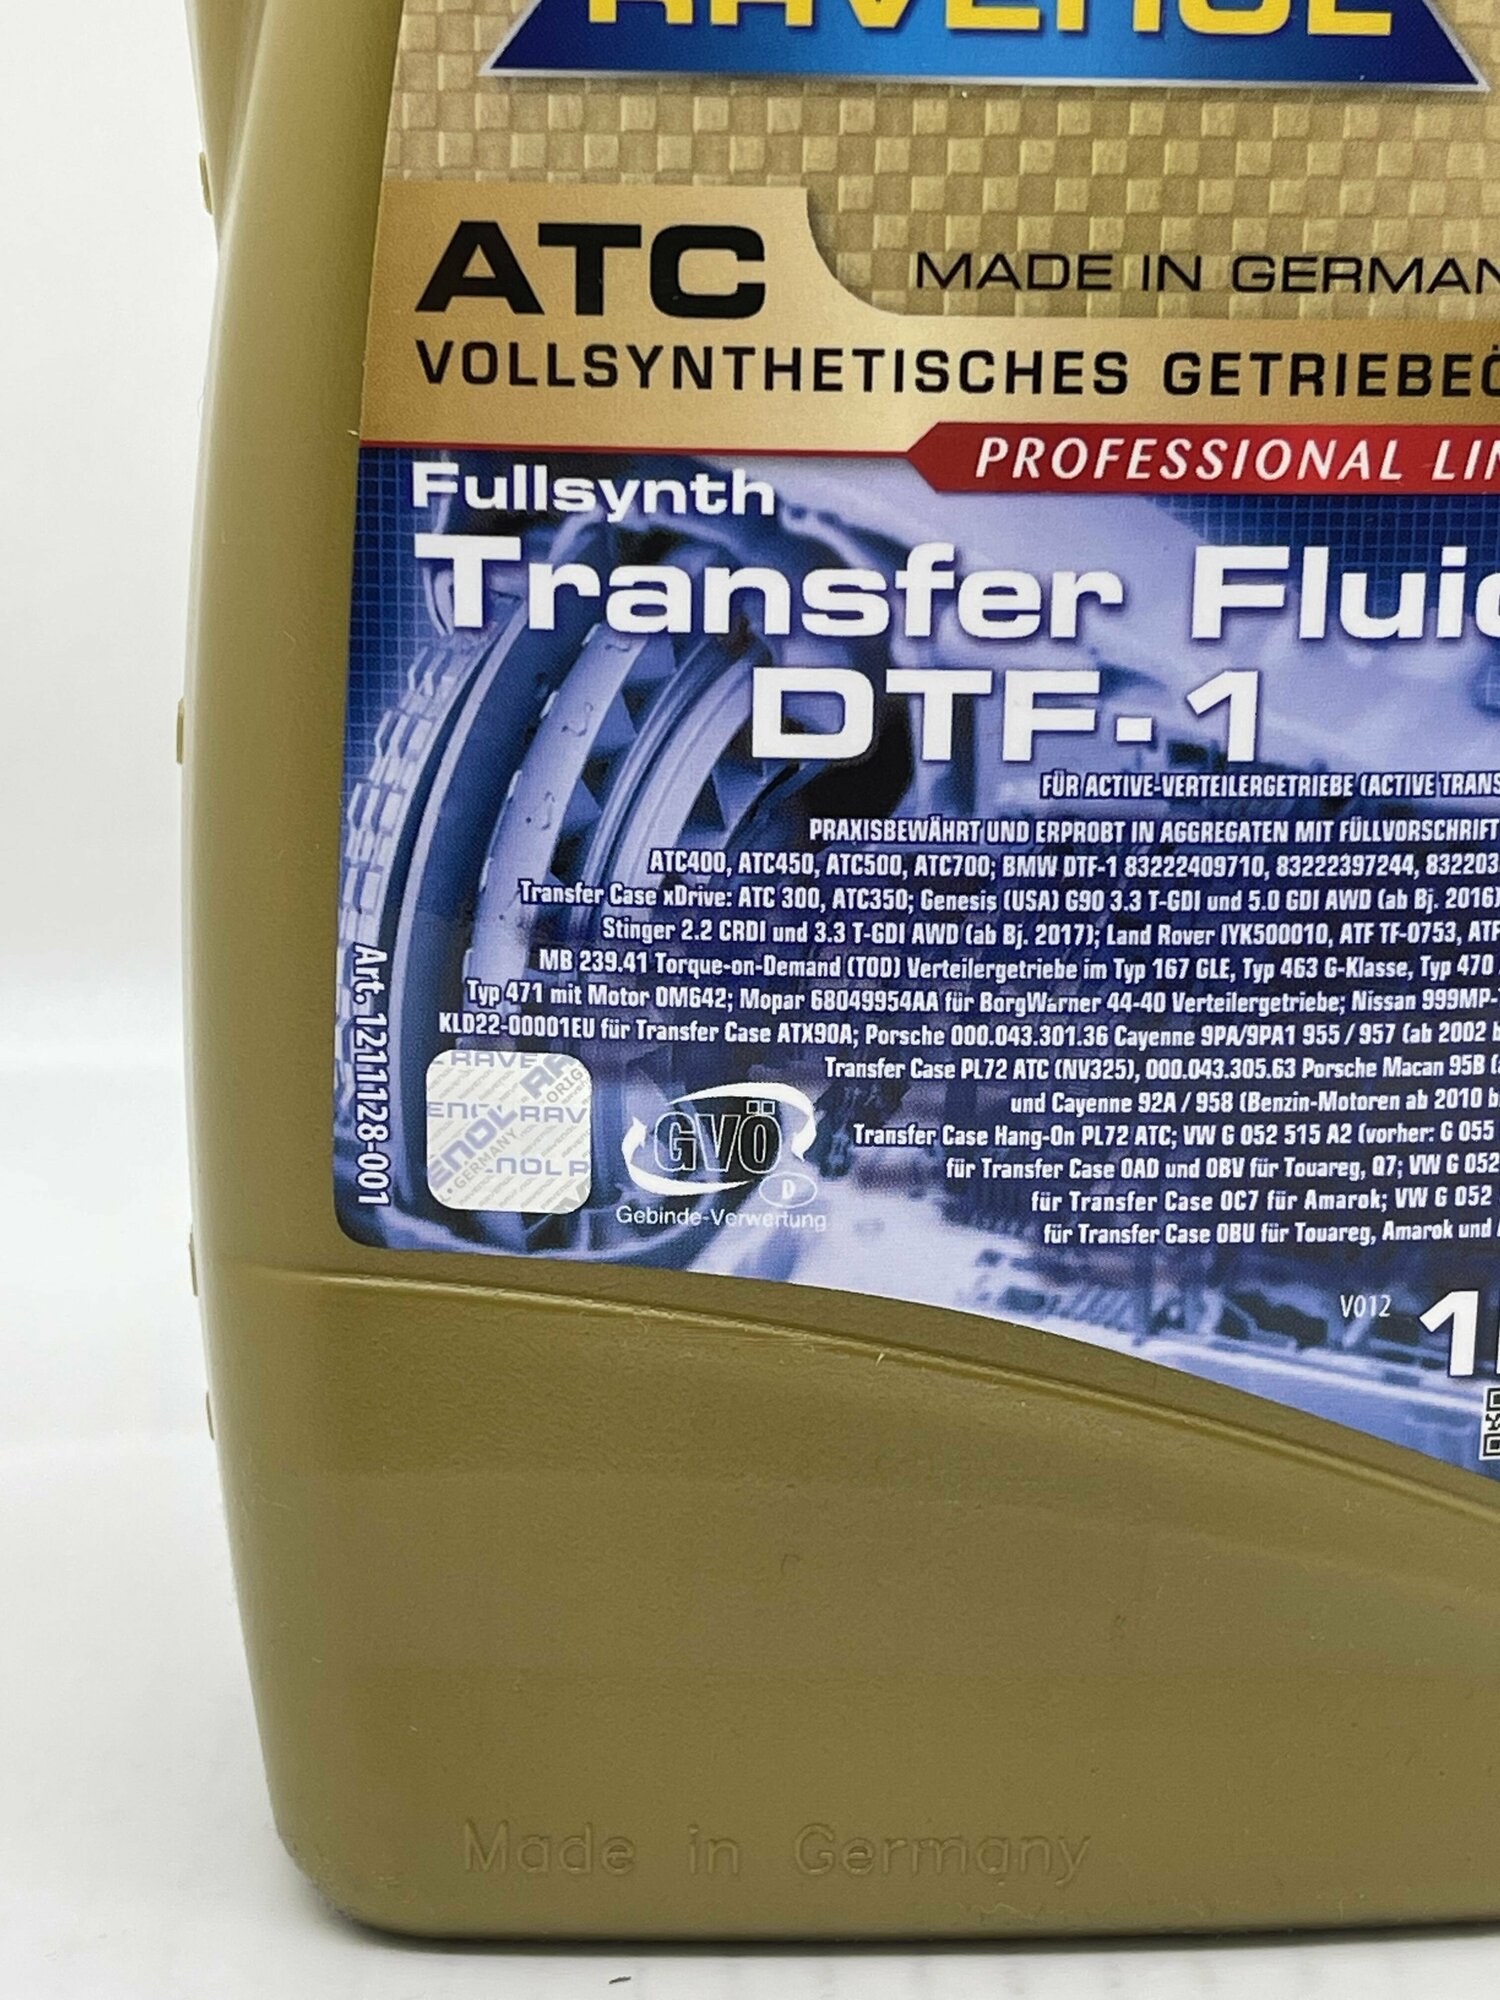 RAVENOL
ATC
MADE IN GERMAN
VOLLSYNTHETISCHES GETRIEBEÖ
PROFESSIONAL LIN
Fullsynth
Transfer Fluid
DTF-1
FÜR ACTIVE-VERTEILERGETRIEBE (ACTIVE TRANS
PRAXISBEWÄHRT UND ERPROBT IN AGGREGATEN MIT FÜLLVORSCHRIFT
ATC400, ATC450, ATC500, ATC700; BMW DTF-1 83222409710, 83222397244, 832203
Transfer Case xDrive: ATC 300, ATC350; Genesis (USA) G90 3.3 T-GDI und 5.0 GDI AWD (ab Bj. 2016)
Stinger 2.2 CRDI und 3.3 T-GDI AWD (ab Bj. 2017); Land Rover IYK500010, ATF TF-0753, ATF
MB 239.41 Torque-on-Demand (TOD) Verteilergetriebe im Typ 167 GLE, Typ 463 G-Klasse, Typ 470
Typ 471 mit Motor OM642; Mopar 68049954AA für BorgWarner 44-40 Verteilergetriebe; Nissan 999MP-
KLD22-00001EU für Transfer Case ATX90A; Porsche 000.043.301.36 Cayenne 9PA/9PA1 955 / 957 (ab 2002 b
Transfer Case PL72 ATC (NV325), 000.043.305.63 Porsche Macan 95B (
und Cayenne 92A / 958 (Benzin-Motoren ab 2010 b
Transfer Case Hang-On PL72 ATC; VW G 052 515 A2 (vorher: G 055
für Transfer Case 0AD und 0BV für Touareg, Q7; VW G 052
für Transfer Case 0C7 für Amarok; VW G 052
für Transfer Case 0BU für Touareg, Amarok und
Art. 1211128-001
GVÖ
D
Gebinde-Verwertung
V012
1
Made in Germany